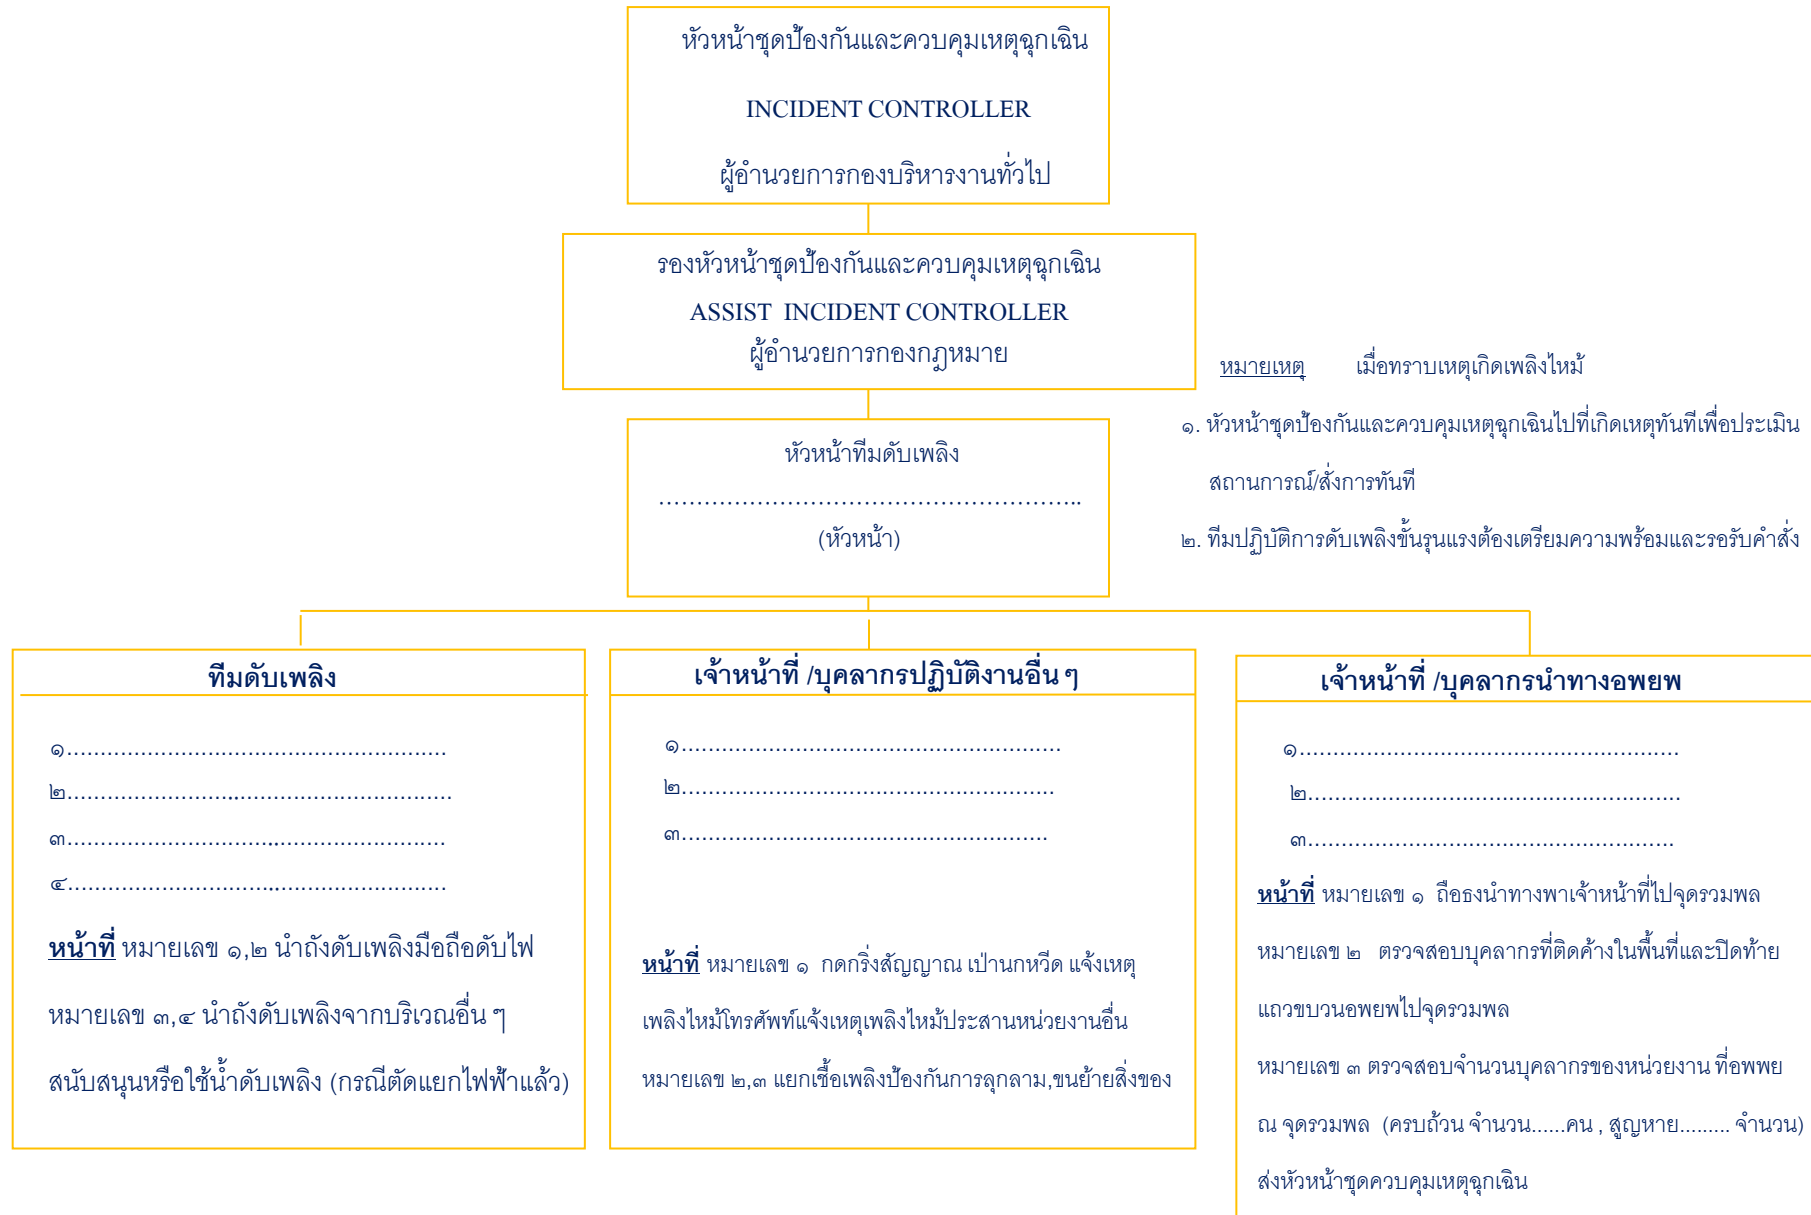 หัวหน้าชุดป้องกันและควบคุมเหตุฉุกเฉิน
INCIDENT CONTROLLER
ผู้อำนวยการกองบริหารงานทั่วไป
รองหัวหน้าชุดป้องกันและควบคุมเหตุฉุกเฉิน
ASSIST INCIDENT CONTROLLER
ผู้อำนวยการกองกฎหมาย
หัวหน้าทีมดับเพลิง
…………………………………………………..
(หัวหน้า)
หมายเหตุ เมื่อทราบเหตุเกิดเพลิงไหม้
๑. หัวหน้าชุดป้องกันและควบคุมเหตุฉุกเฉินไปที่เกิดเหตุทันทีเพื่อประเมิน
สถานการณ์/สั่งการทันที
๒. ทีมปฏิบัติการดับเพลิงขั้นรุนแรงต้องเตรียมความพร้อมและรอรับคำสั่ง
ทีมดับเพลิง
๑.........................................................
๒..........................................................
๓.........................................................
๔.........................................................
หน้าที่ หมายเลข ๑,๒ นำถังดับเพลิงมือถือดับไฟ
หมายเลข ๓,๔ นำถังดับเพลิงจากบริเวณอื่น ๆ
สนับสนุนหรือใช้น้ำดับเพลิง (กรณีตัดแยกไฟฟ้าแล้ว)
เจ้าหน้าที่ /บุคลากรปฏิบัติงานอื่น ๆ
๑.........................................................
๒........................................................
๓.......................................................
หน้าที่ หมายเลข ๑ กดกริ่งสัญญาณ เป่านกหวีด แจ้งเหตุ
เพลิงไหม้โทรศัพท์แจ้งเหตุเพลิงไหม้ประสานหน่วยงานอื่น
หมายเลข ๒,๓ แยกเชื้อเพลิงป้องกันการลุกลาม,ขนย้ายสิ่งของ
เจ้าหน้าที่ /บุคลากรนำทางอพยพ
๑.........................................................
๒........................................................
๓.......................................................
หน้าที่ หมายเลข ๑ ถือธงนำทางพาเจ้าหน้าที่ไปจุดรวมพล
หมายเลข ๒ ตรวจสอบบุคลากรที่ติดค้างในพื้นที่และปิดท้าย
แถวขบวนอพยพไปจุดรวมพล
หมายเลข ๓ ตรวจสอบจำนวนบุคลากรของหน่วยงาน ที่อพพย
ณ จุดรวมพล (ครบถ้วน จำนวน......คน , สูญหาย......... จำนวน)
ส่งหัวหน้าชุดควบคุมเหตุฉุกเฉิน